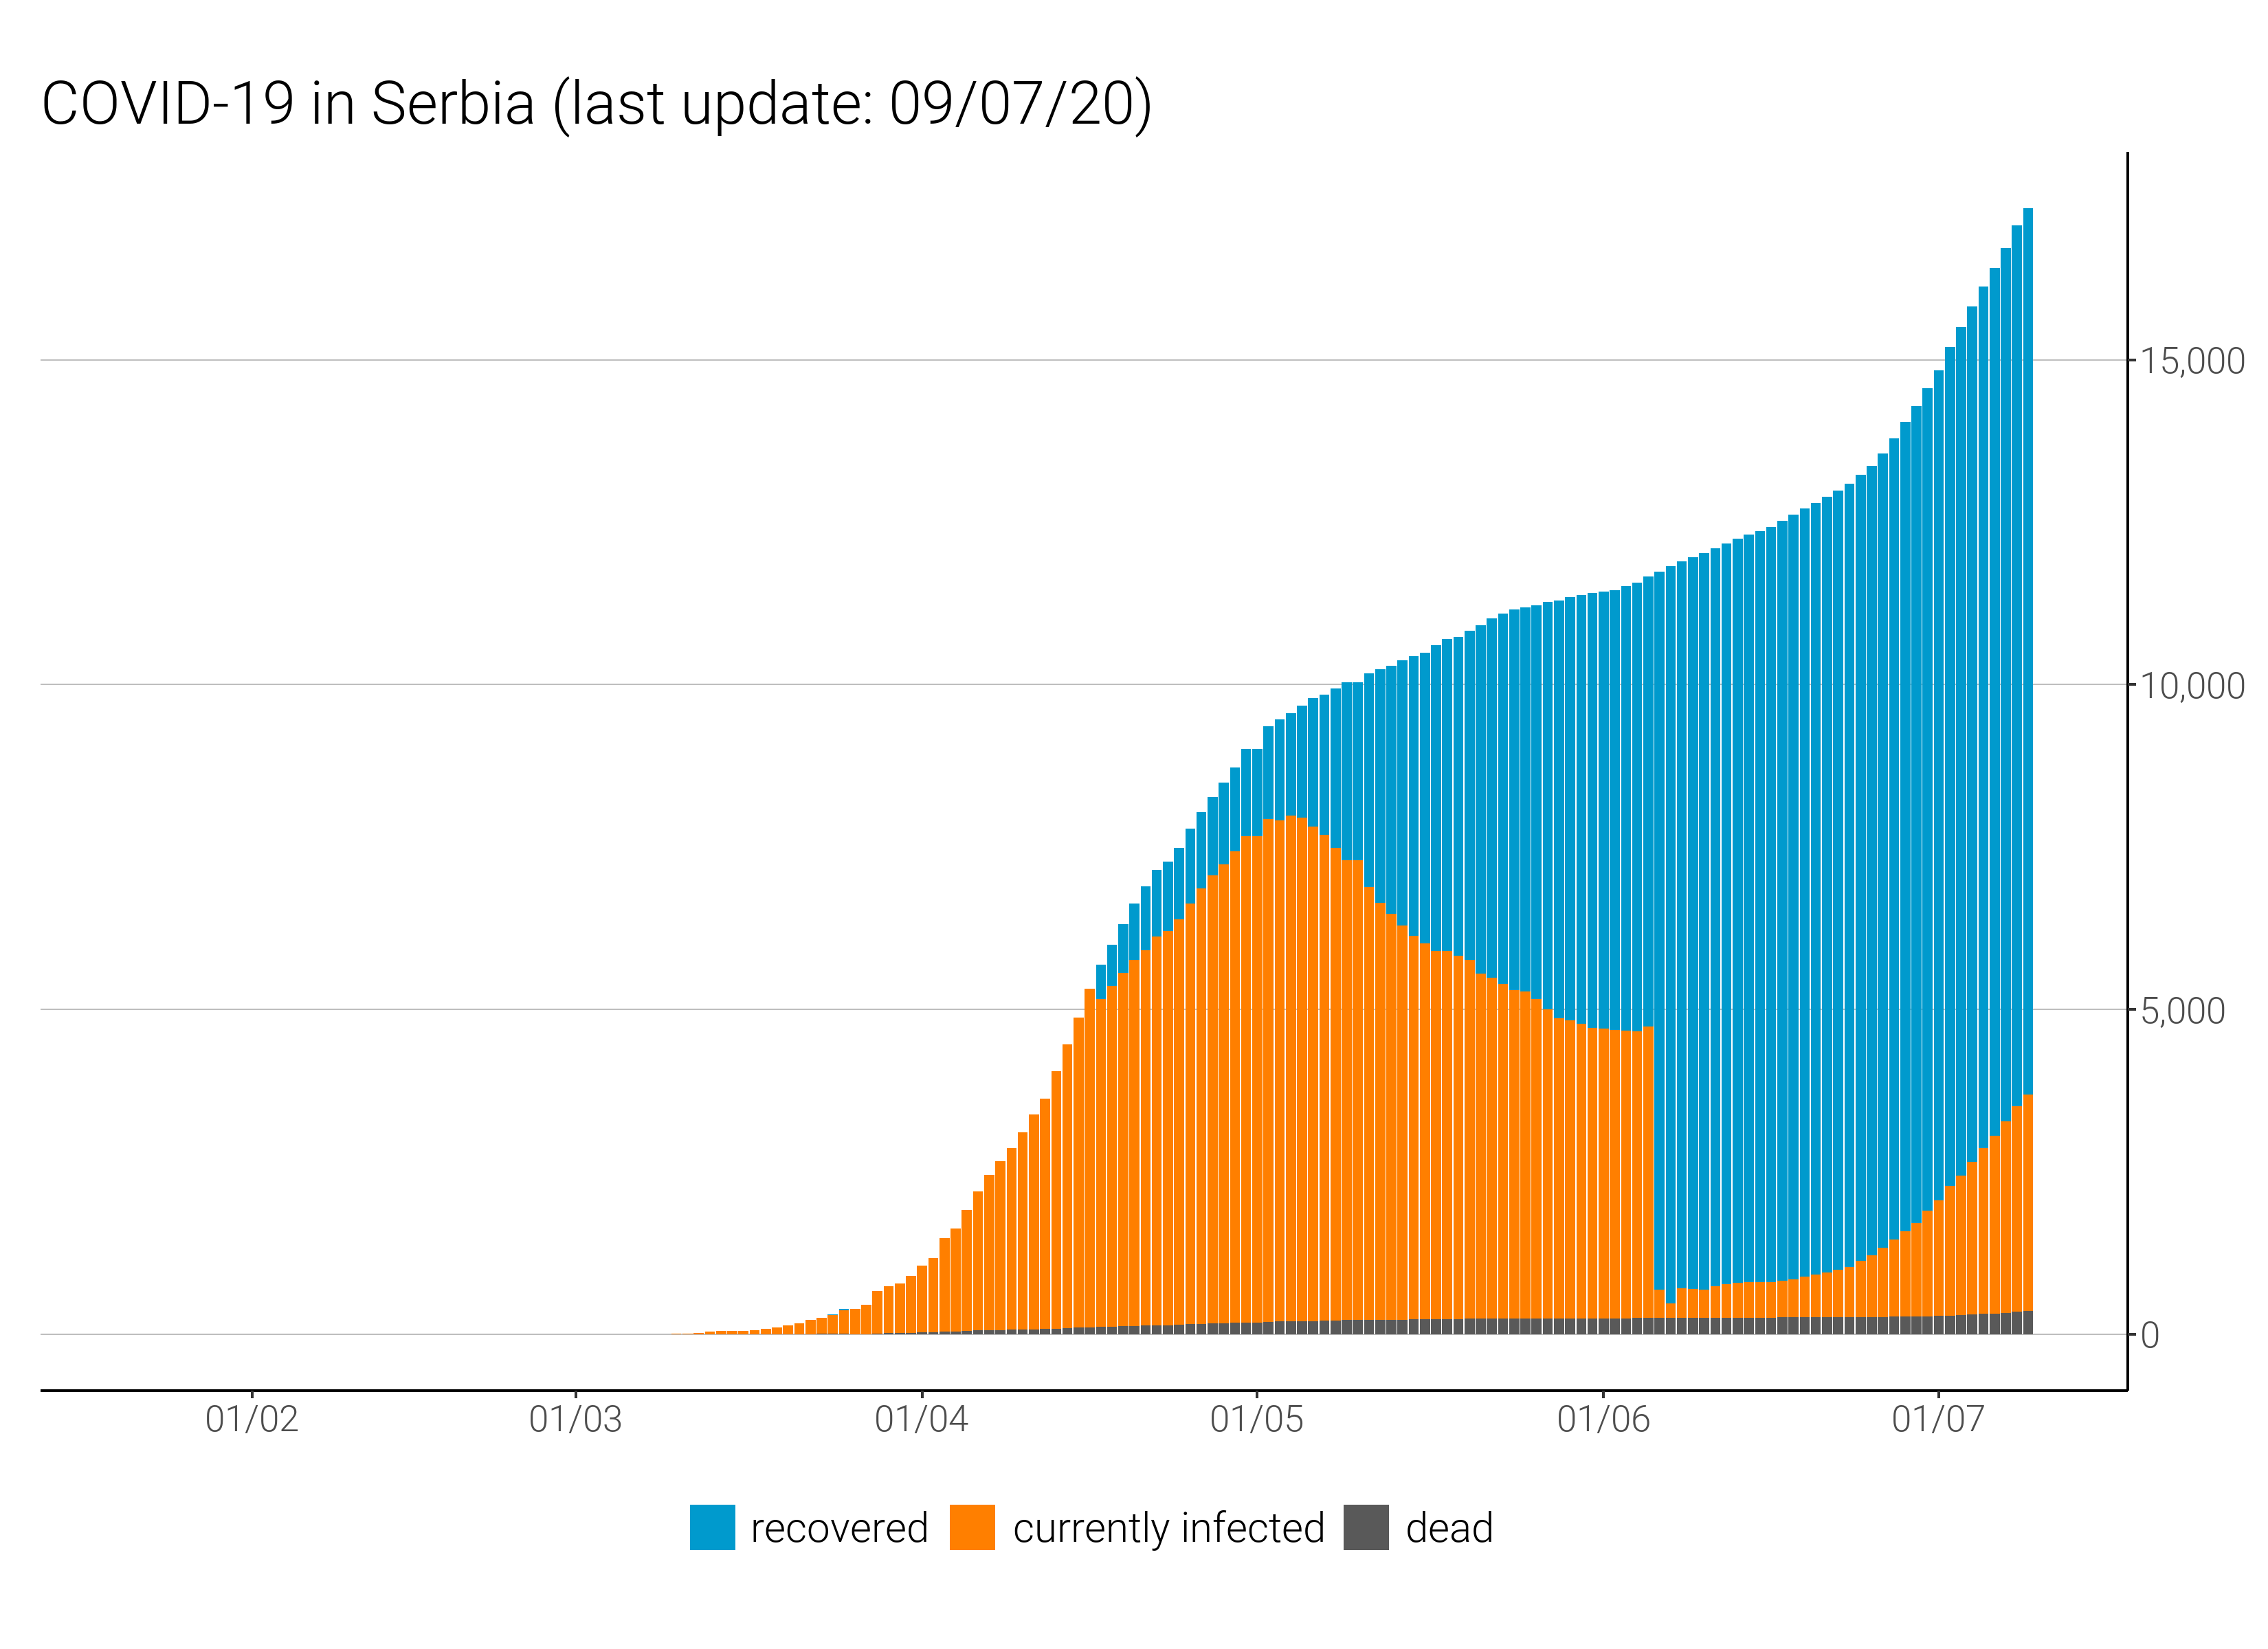 COVID-19 in Serbia (last update: 09/07/20)
15,000
10,000
5,000
0
01/02 01/03 01/04 01/05 01/06 01/07
recovered currently infected dead